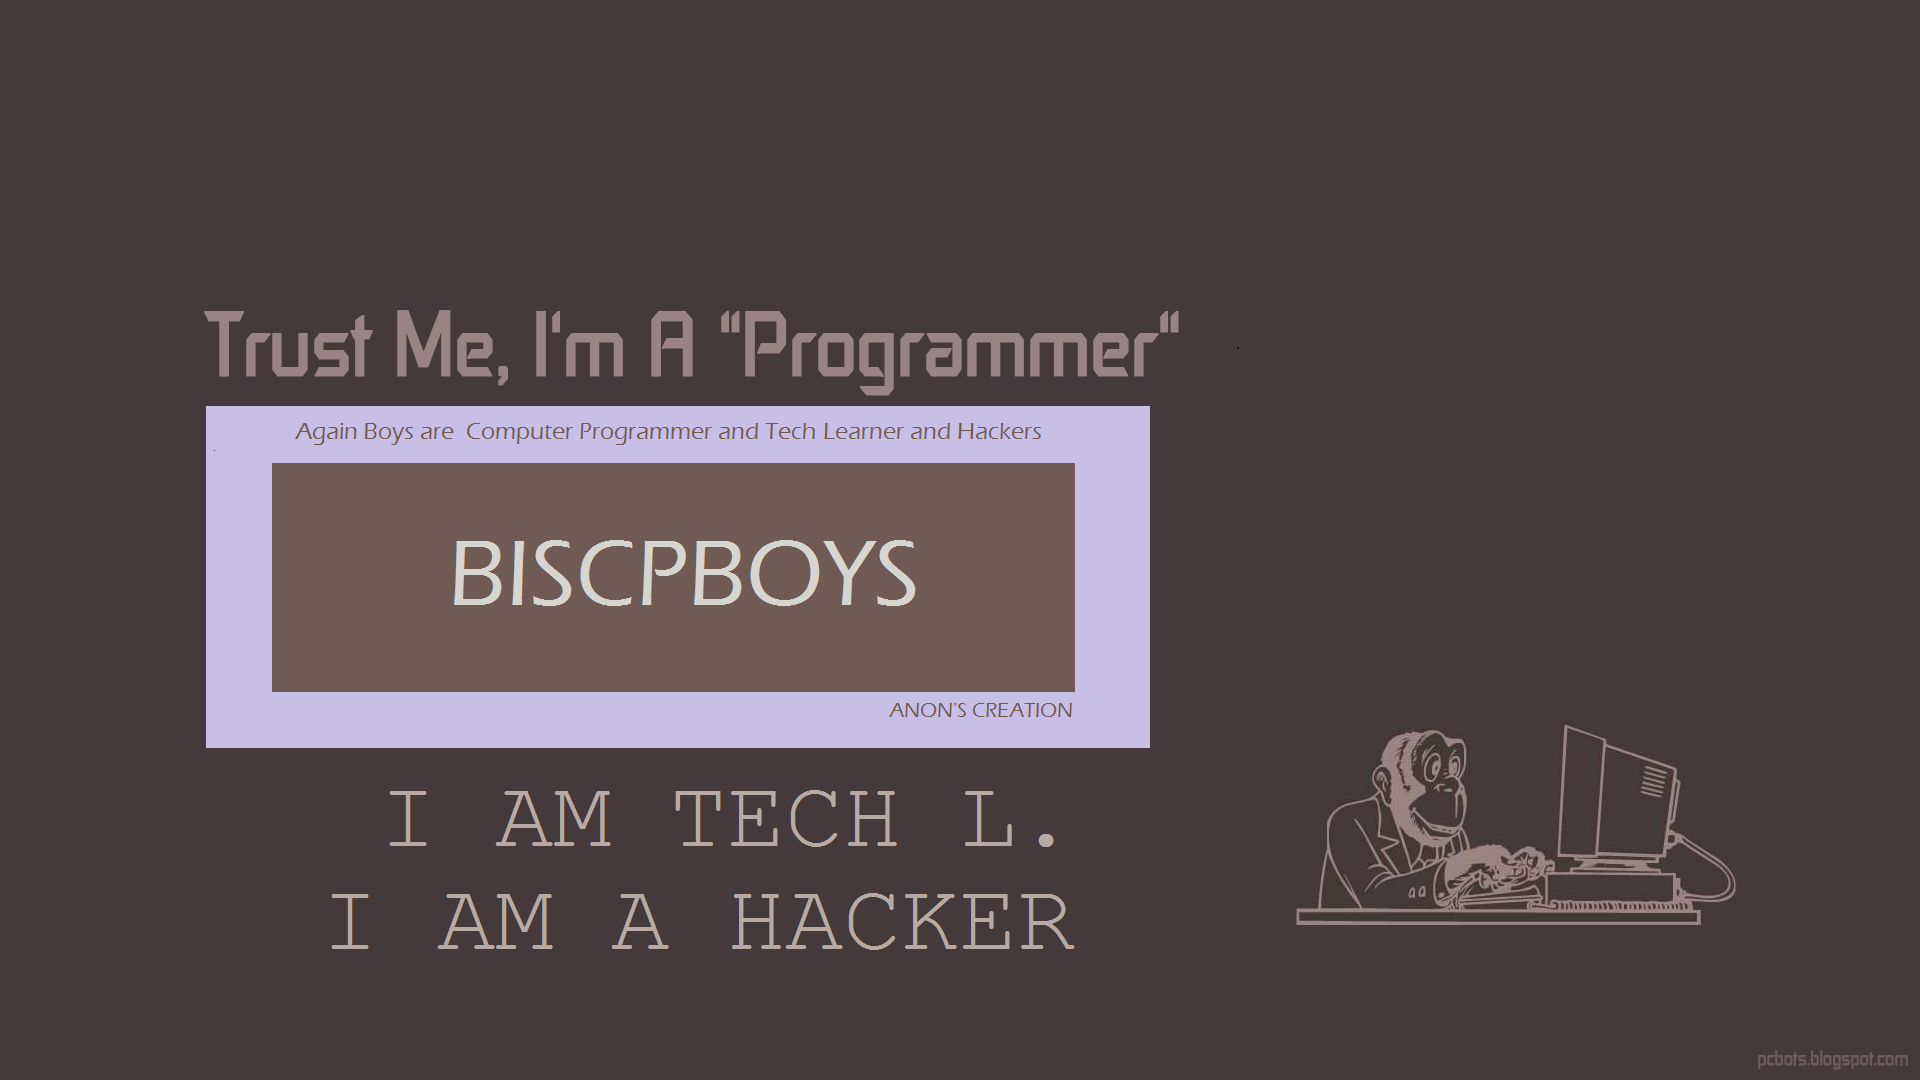 Trust Me, I'm A "Programmer"
Again Boys are  Computer Programmer and Tech Learner and Hackers
BISCPBOYS
ANON'S CREATION
I AM TECH L.
I AM A HACKER
pcbots.blogspot.com